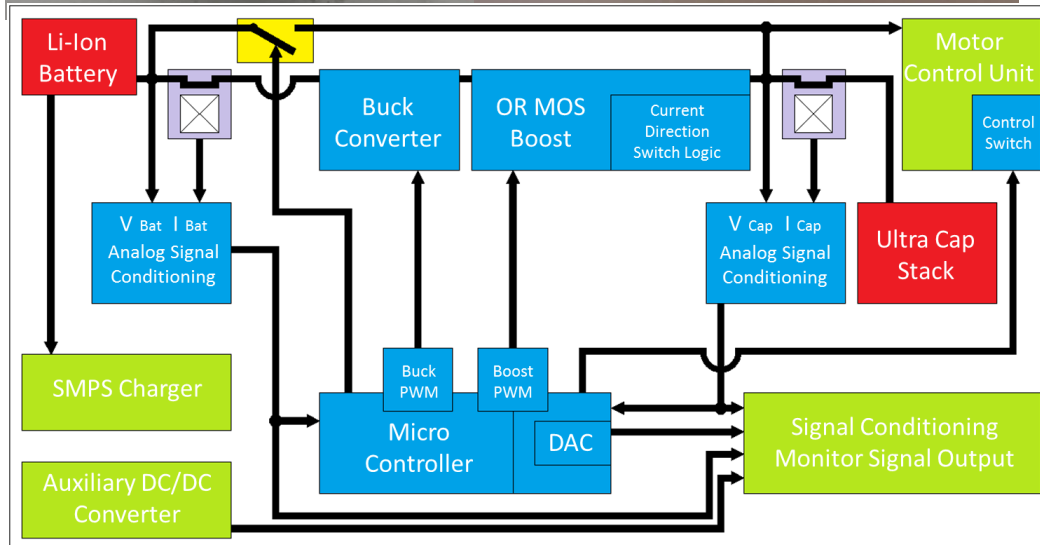 Li-Ion
Battery
Buck
Converter
OR MOS
Boost
Current
Direction
Switch Logic
Motor
Control Unit
Control
Switch
V Bat I Bat
Analog Signal
Conditioning
V Cap I Cap
Analog Signal
Conditioning
Ultra Cap
Stack
SMPS Charger
Buck
PWM
Boost
PWM
Micro
Controller
DAC
Signal Conditioning
Monitor Signal Output
Auxiliary DC/DC
Converter